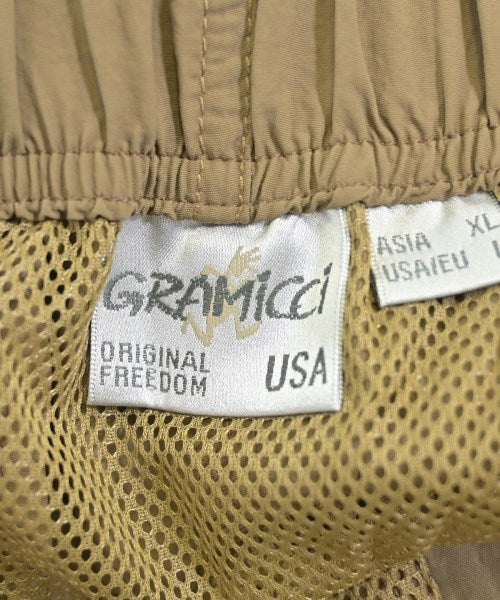 GRAMiCCi
ORIGINAL
FREEDOM
USA
ASIA XL
USA/EU